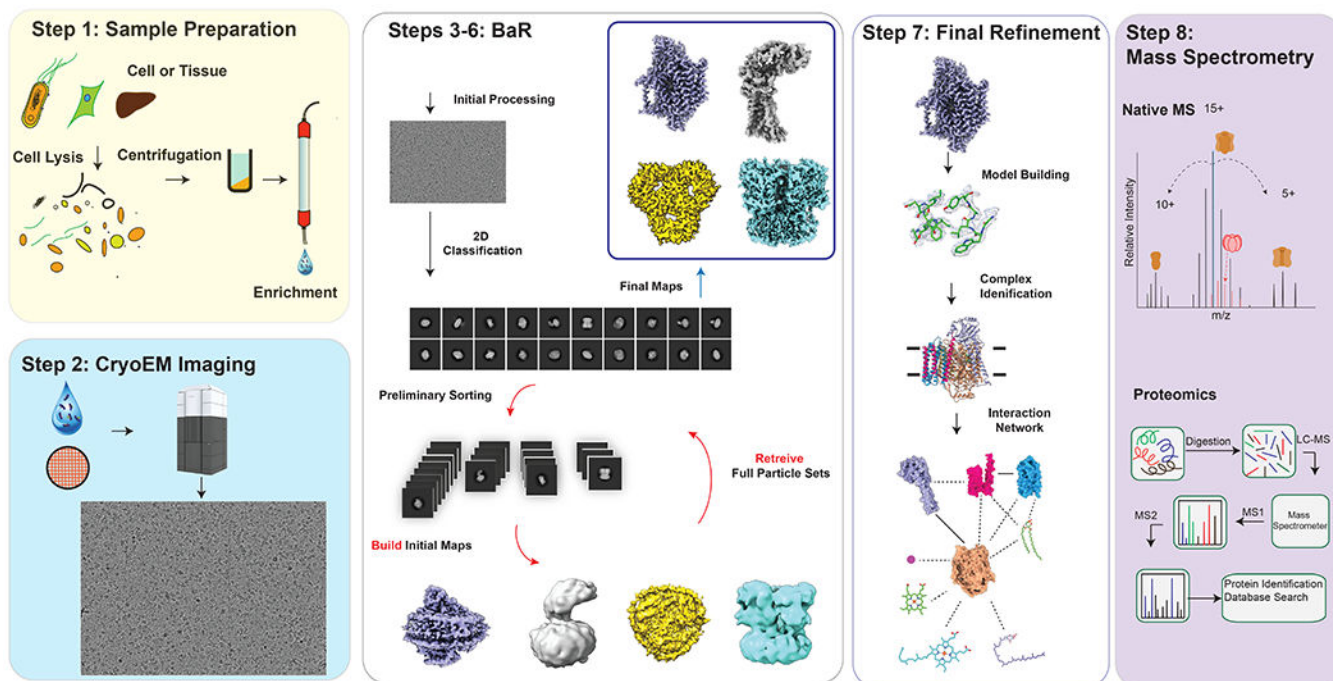 Step 1: Sample Preparation
Cell or Tissue
Cell Lysis
Centrifugation
Enrichment
Step 2: CryoEM Imaging
Steps 3-6: BaR
Initial Processing
2D
Classification
Final Maps
Preliminary Sorting
Retreive
Full Particle Sets
Build Initial Maps
Step 7: Final Refinement
Model Building
Complex
Idenification
Interaction
Network
Step 8:
Mass Spectrometry
Native MS
15+
10+
5+
Relative Intensity
m/z
Proteomics
Digestion
LC-MS
MS2
MS1
Mass
Spectrometer
Protein Identification
Database Search